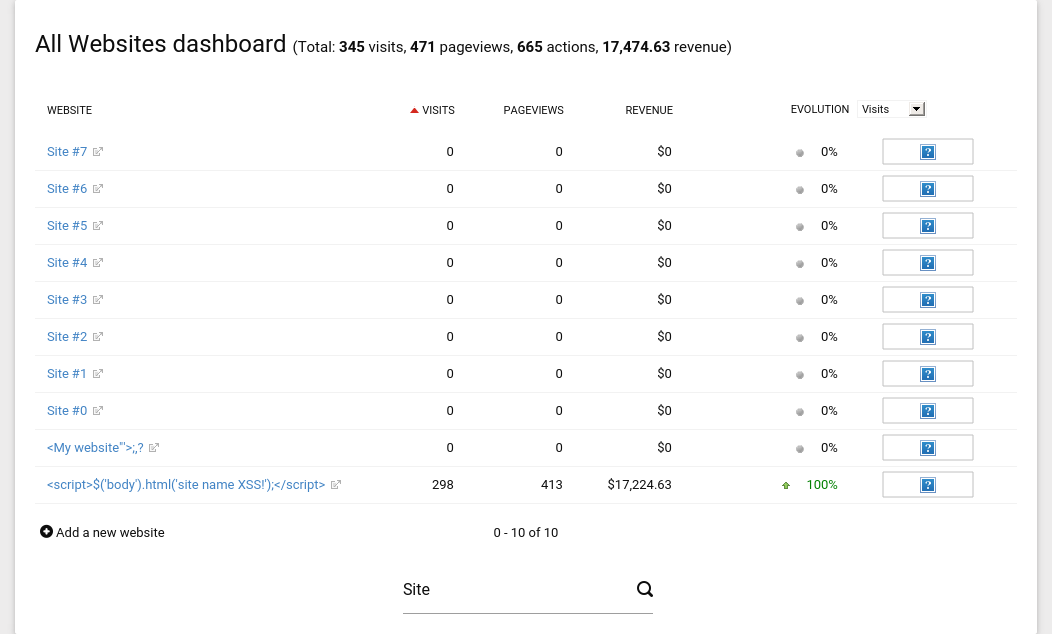 All Websites dashboard (Total: 345 visits, 471 pageviews, 665 actions, 17,474.63 revenue)
WEBSITE VISITS PAGEVIEWS REVENUE EVOLUTION Visits
Site #7 0 0 $0 0% ?
Site #6 0 0 $0 0% ?
Site #5 0 0 $0 0% ?
Site #4 0 0 $0 0% ?
Site #3 0 0 $0 0% ?
Site #2 0 0 $0 0% ?
Site #1 0 0 $0 0% ?
Site #0 0 0 $0 0% ?
<My website"'>;,? 0 0 $0 0% ?
<script>$('body').html('site name XSS!');</script> 298 413 $17,224.63 100% ?
Add a new website 0 - 10 of 10
Site